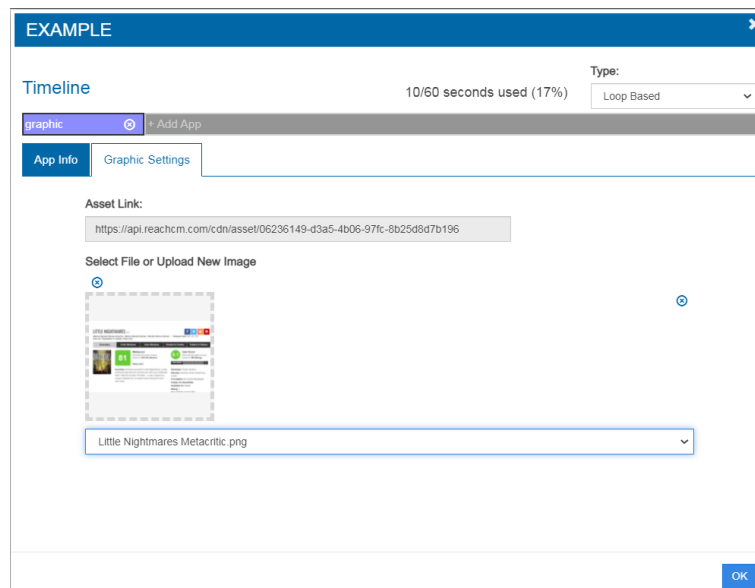 EXAMPLE
Type:
Timeline
10/60 seconds used (17%)
Loop Based
graphic
+ Add App
App Info
Graphic Settings
Asset Link:
https://api.reachcm.com/cdn/asset/06236149-d3a5-4b06-97fc-8b25d8d7b196
Select File or Upload New Image
LITTLE NIGHTMARES
81
Little Nightmares Metacritic.png
OK